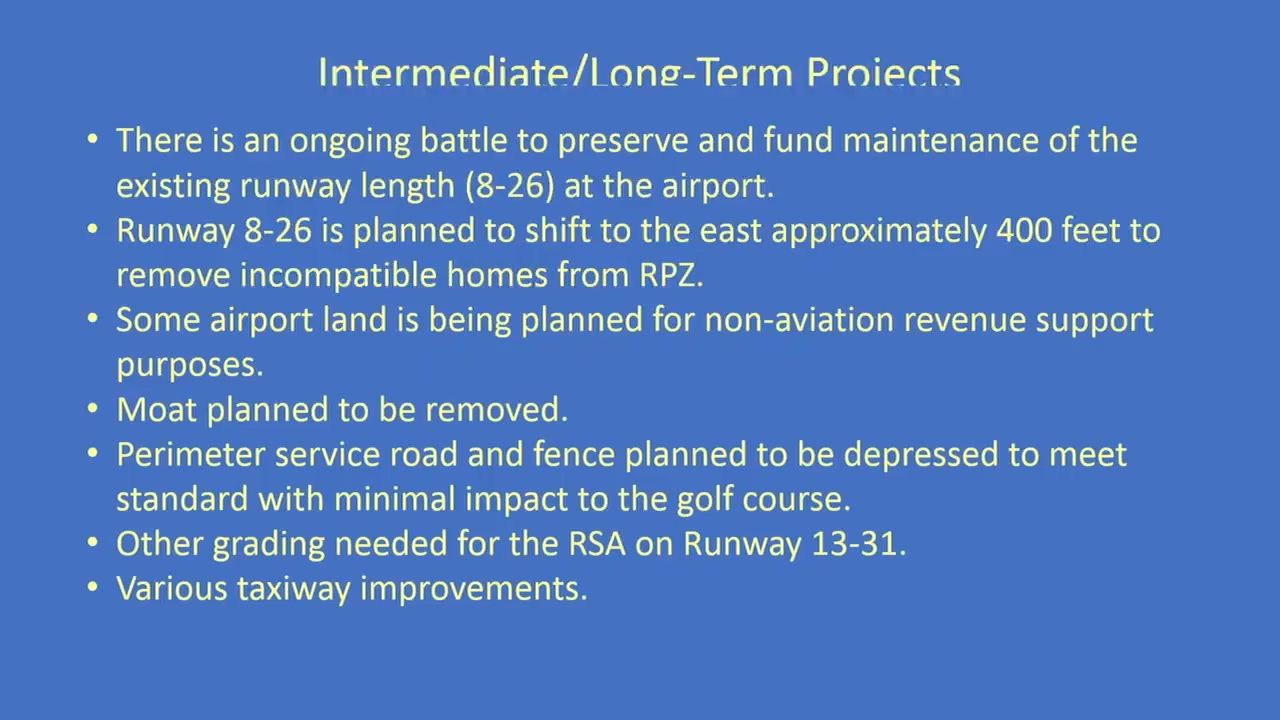 Intermediate/Long-Term Projects
• There is an ongoing battle to preserve and fund maintenance of the
existing runway length (8-26) at the airport.
• Runway 8-26 is planned to shift to the east approximately 400 feet to
remove incompatible homes from RPZ.
• Some airport land is being planned for non-aviation revenue support
purposes.
• Moat planned to be removed.
• Perimeter service road and fence planned to be depressed to meet
standard with minimal impact to the golf course.
• Other grading needed for the RSA on Runway 13-31.
• Various taxiway improvements.